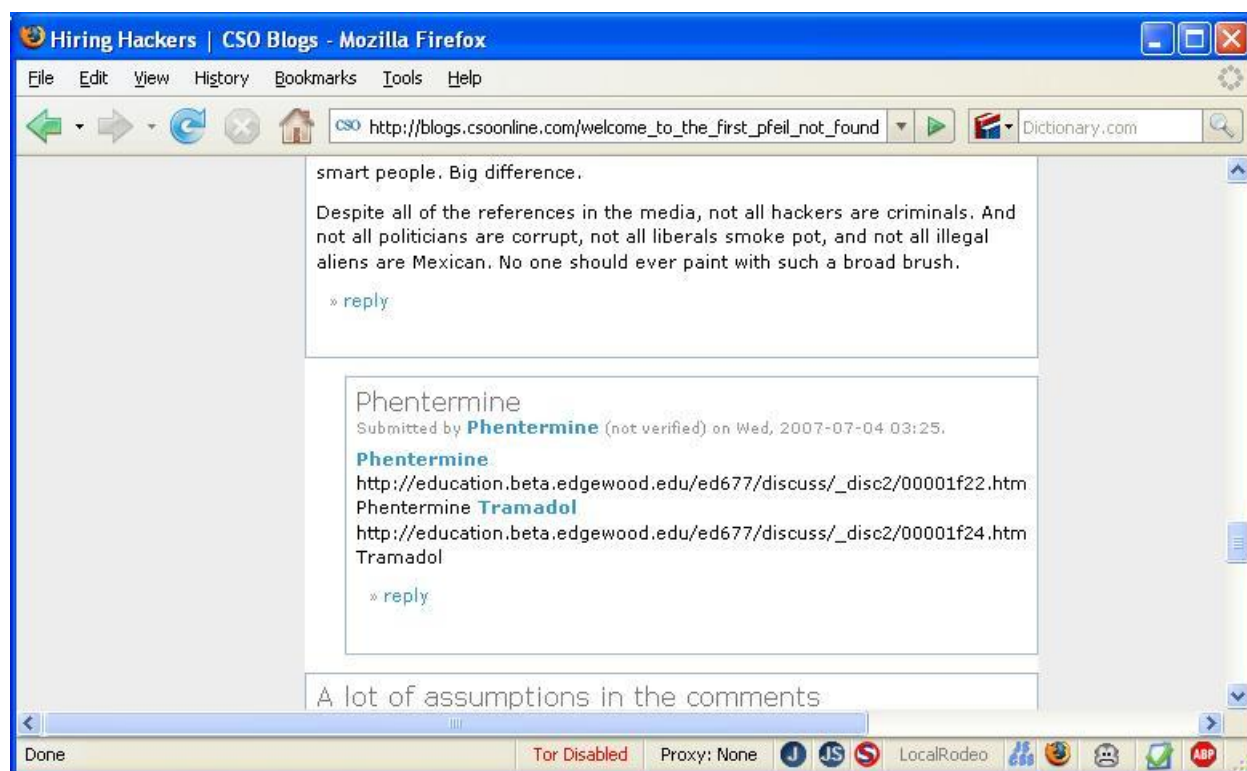 Hiring Hackers | CSO Blogs - Mozilla Firefox
File Edit View History Bookmarks Tools Help
CSO http://blogs.csoonline.com/welcome_to_the_first_pfeil_not_found Dictionary.com
smart people. Big difference.
Despite all of the references in the media, not all hackers are criminals. And
not all politicians are corrupt, not all liberals smoke pot, and not all illegal
aliens are Mexican. No one should ever paint with such a broad brush.
» reply
Phentermine
Submitted by Phentermine (not verified) on Wed, 2007-07-04 03:25.
Phentermine
http://education.beta.edgewood.edu/ed677/discuss/_disc2/00001f22.htm
Phentermine Tramadol
http://education.beta.edgewood.edu/ed677/discuss/_disc2/00001f24.htm
Tramadol
» reply
A lot of assumptions in the comments
Done Tor Disabled Proxy: None J JS S LocalRodeo JS CSS ABP